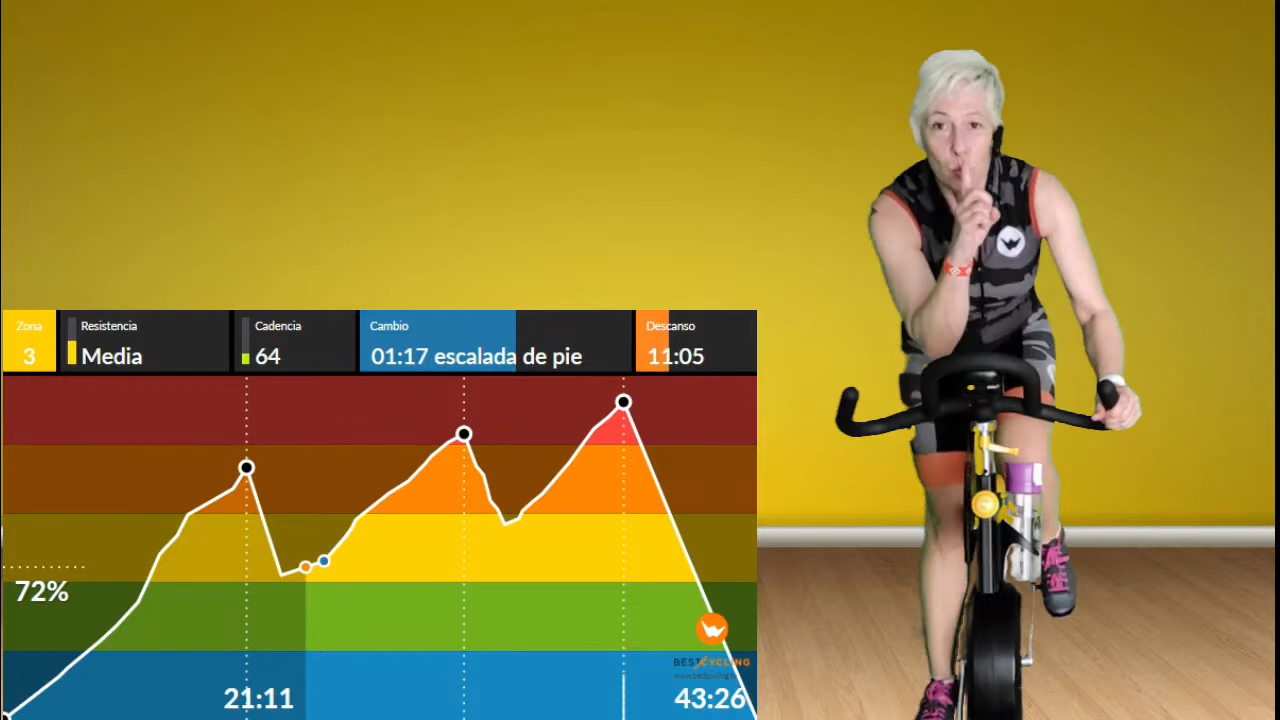 Zona
3
Resistencia
Media
Cadencia
64
Cambio
01:17 escalada de pie
Descanso
11:05
72%
BESTCYCLING
21:11
43:26